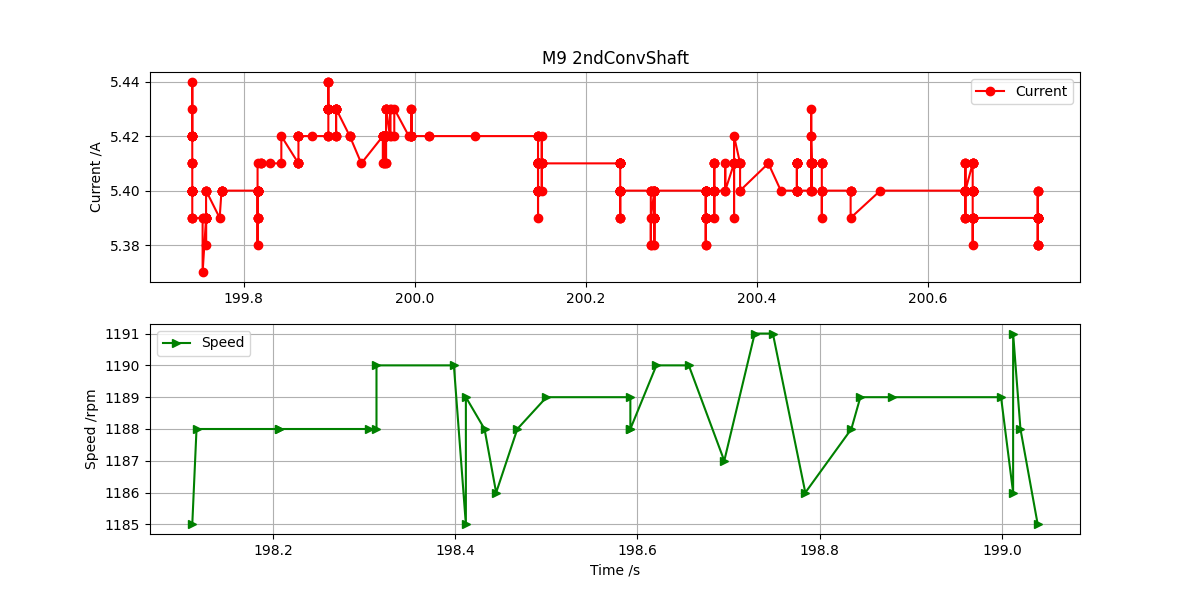 M9 2ndConvShaft
5.44
5.42
5.40
5.38
Current /A
Current
199.8 200.0 200.2 200.4 200.6
1191
1190
1189
1188
1187
1186
1185
Speed /rpm
Speed
198.2 198.4 198.6 198.8 199.0
Time /s